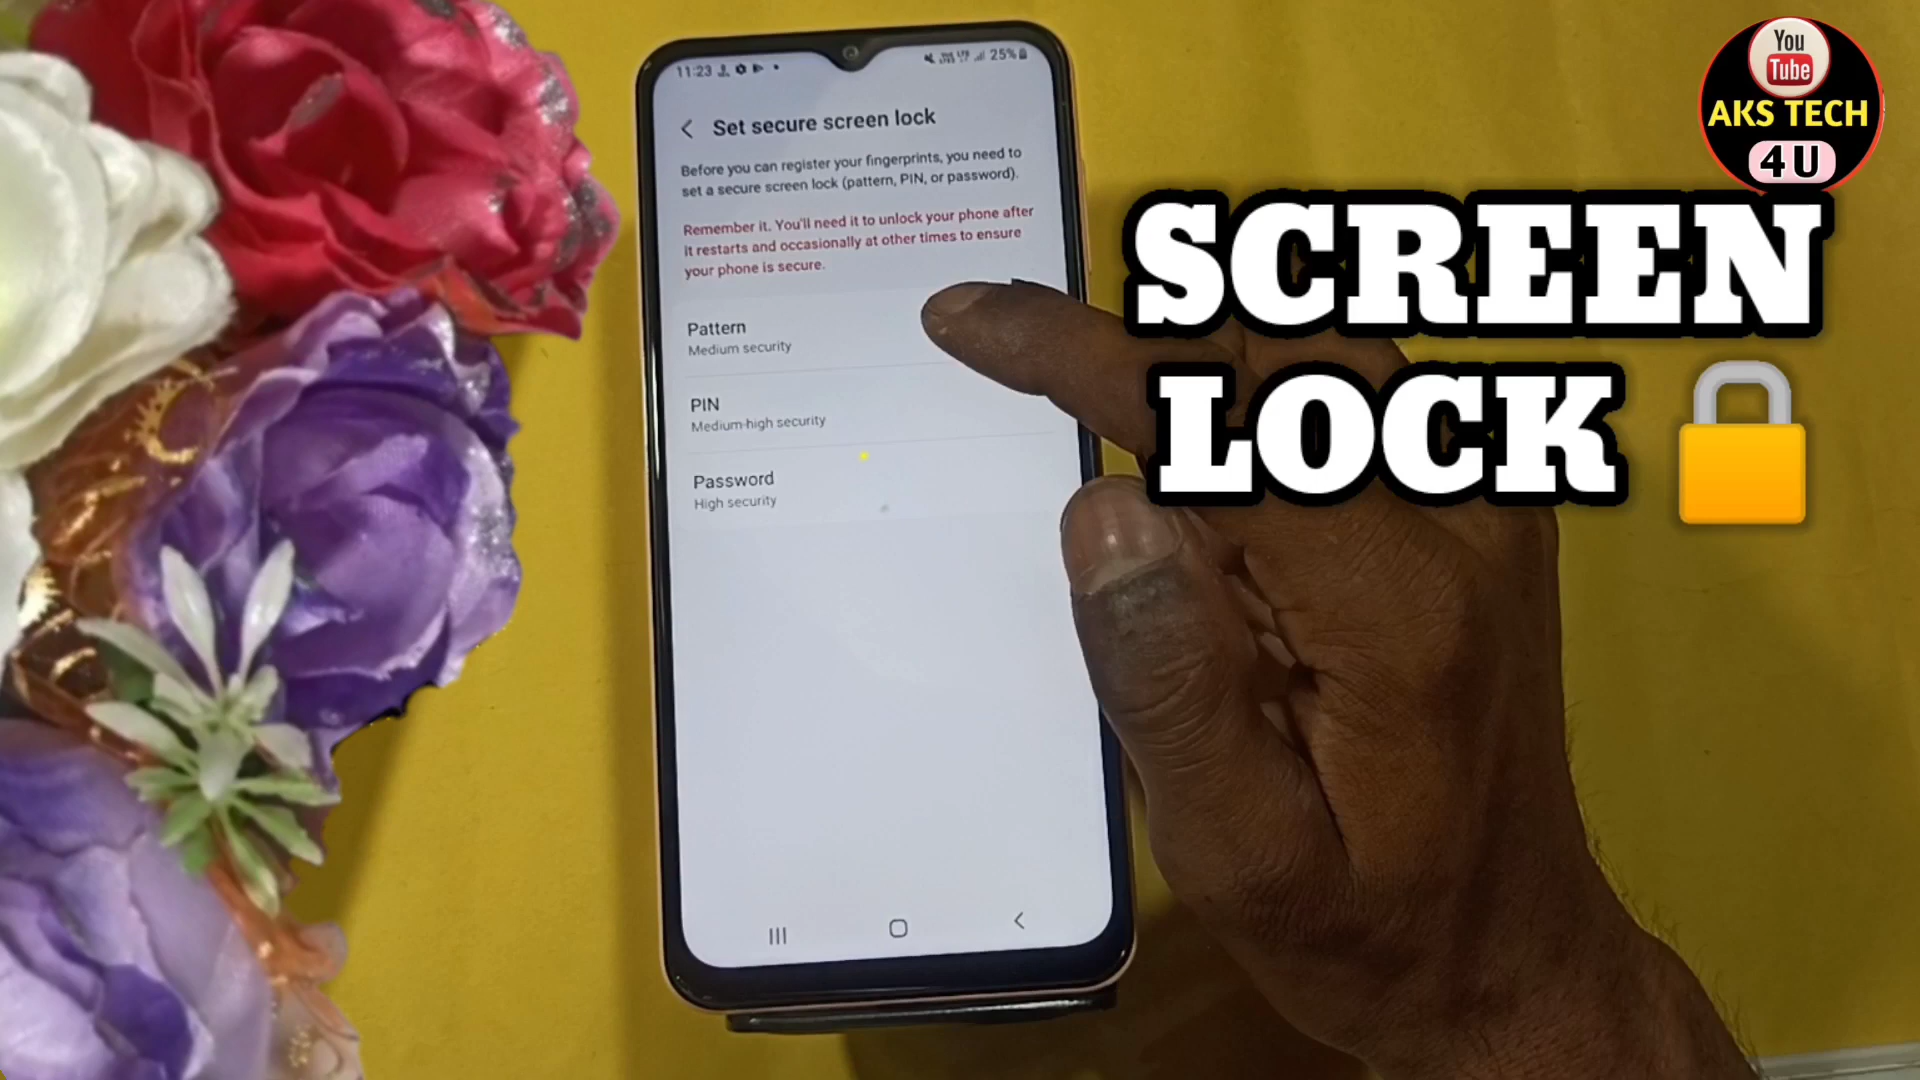 11:23
25%
Set secure screen lock
Before you can register your fingerprints, you need to
set a secure screen lock (pattern, PIN, or password).
Remember it. You'll need it to unlock your phone after
it restarts and occasionally at other times to ensure
your phone is secure.
Pattern
Medium security
PIN
Medium-high security
Password
High security
You
Tube
AKS TECH
4 U
SCREEN
LOCK